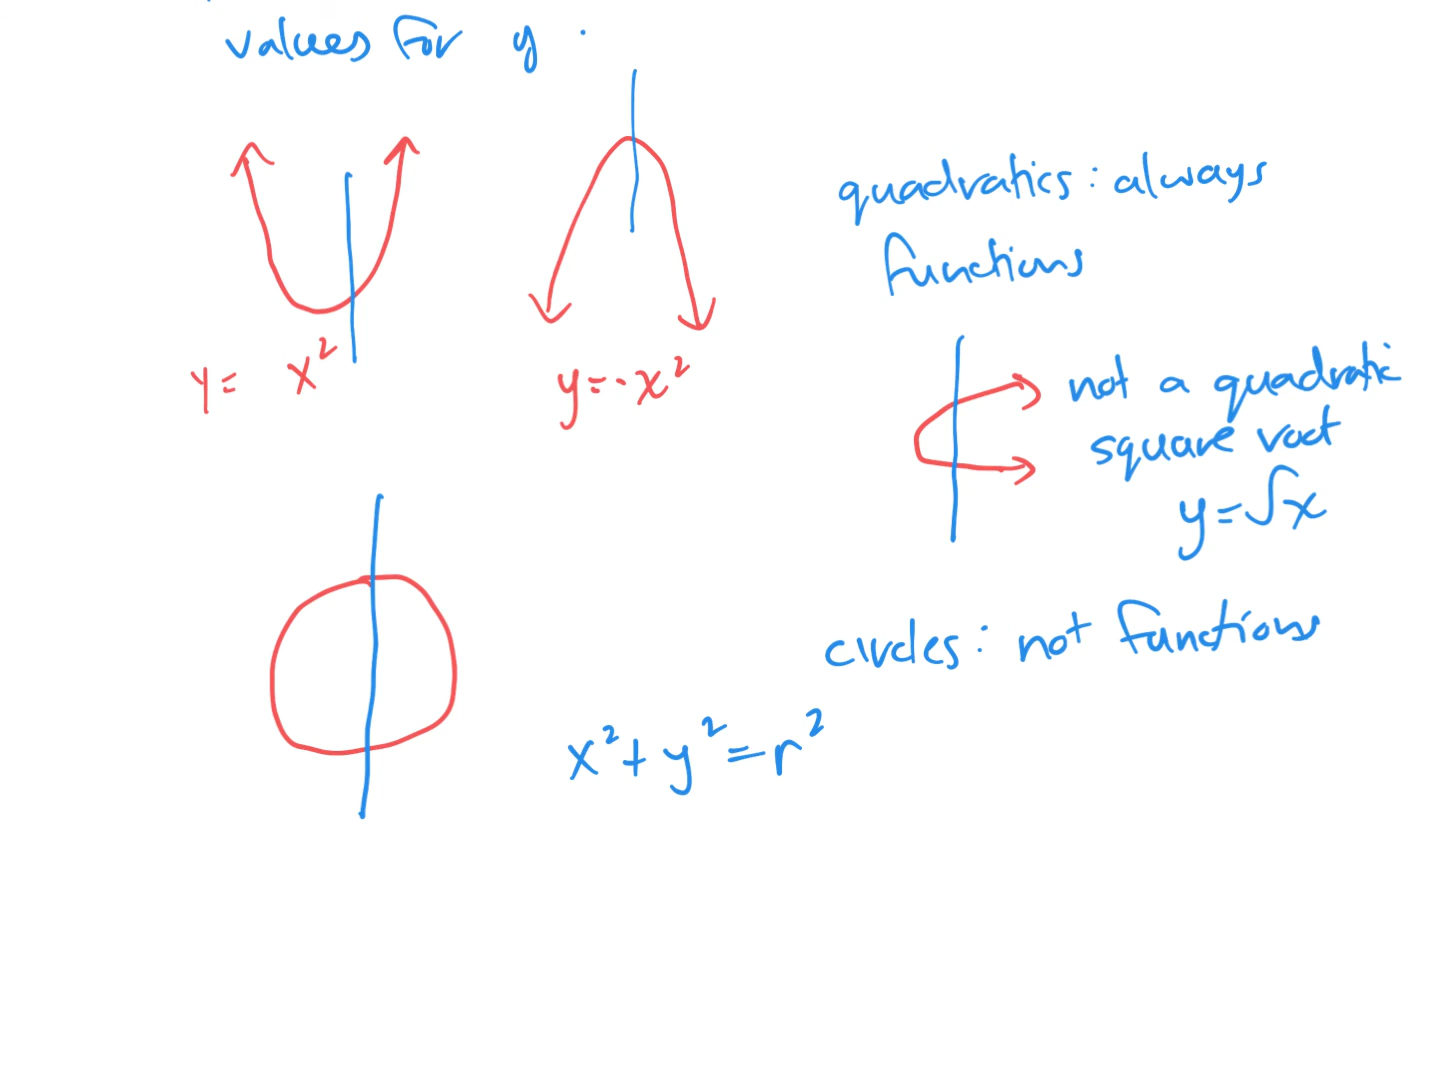 values for y .
quadratics : always
functions
y = x²
y = -x²
not a quadratic
square root
y = √x
circles : not functions
x² + y² = r²